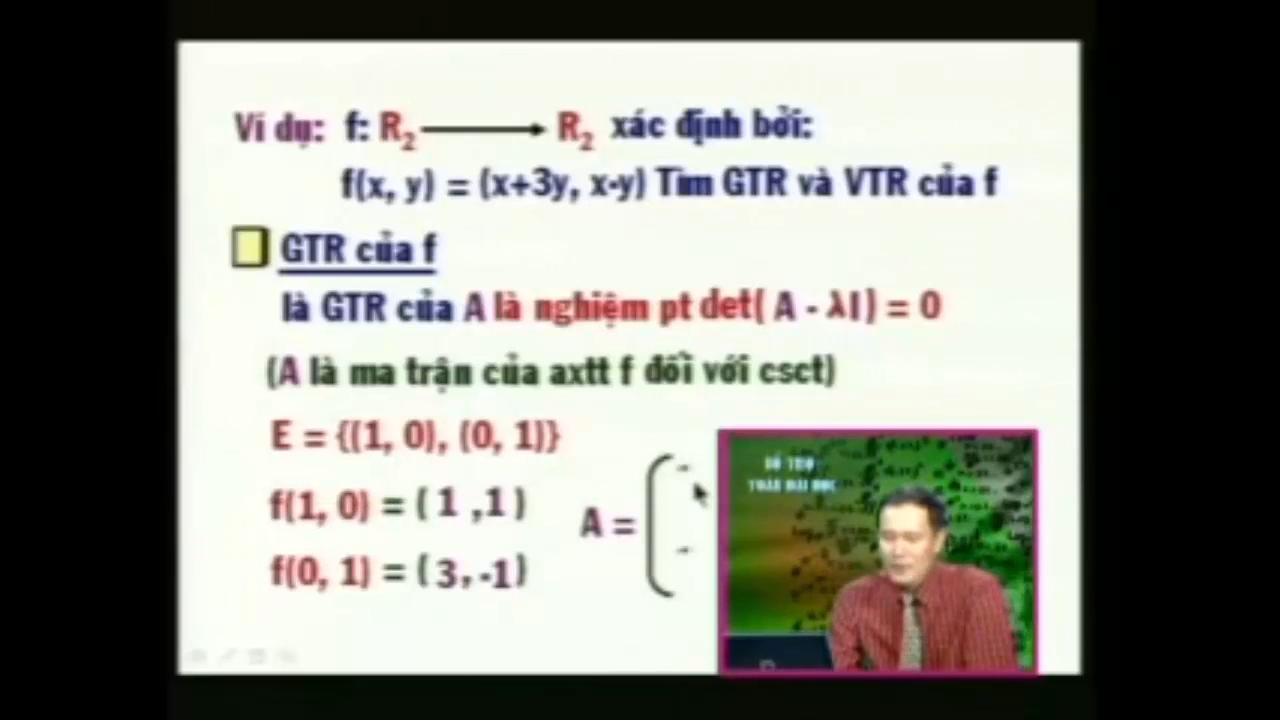 Ví dụ: f: R₂ → R₂ xác định bởi:
f(x, y) = (x+3y, x-y) Tìm GTR và VTR của f
GTR của f
là GTR của A là nghiệm pt det( A - λI ) = 0
(A là ma trận của axtt f đối với csct)
E = {(1, 0), (0, 1)}
f(1, 0) = ( 1 ,1 )
A =
f(0, 1) = ( 3, -1)